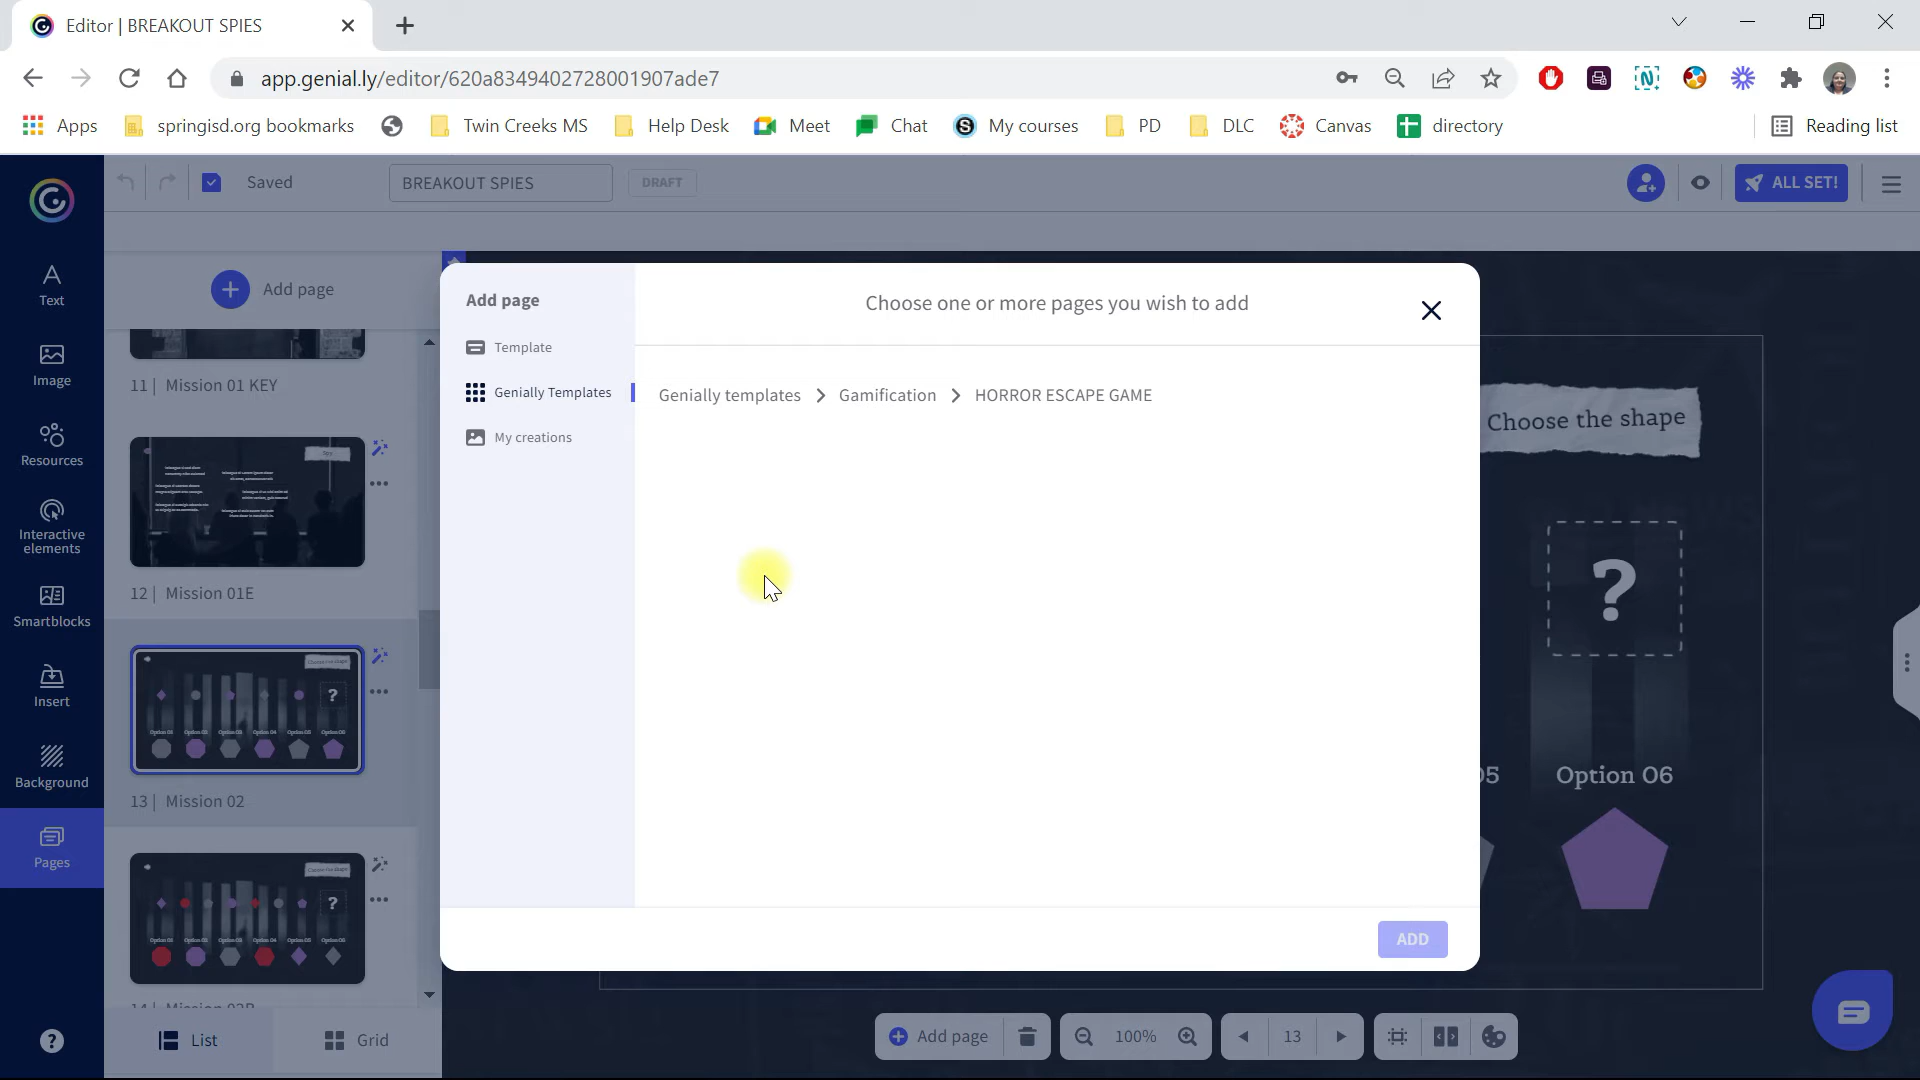 Editor | BREAKOUT SPIES
app.genial.ly/editor/620a8349402728001907ade7
Apps
springisd.org bookmarks
Twin Creeks MS
Help Desk
Meet
Chat
My courses
PD
DLC
Canvas
directory
Reading list
Saved
BREAKOUT SPIES
DRAFT
ALL SET!
Text
Image
Resources
Interactive
elements
Smartblocks
Insert
Background
Pages
Add page
11 | Mission 01 KEY
12 | Mission 01E
13 | Mission 02
List
Grid
Add page
Template
Genially Templates
My creations
Choose one or more pages you wish to add
Genially templates > Gamification > HORROR ESCAPE GAME
ADD
Choose the shape
?
05
Option 06
Add page
100%
13